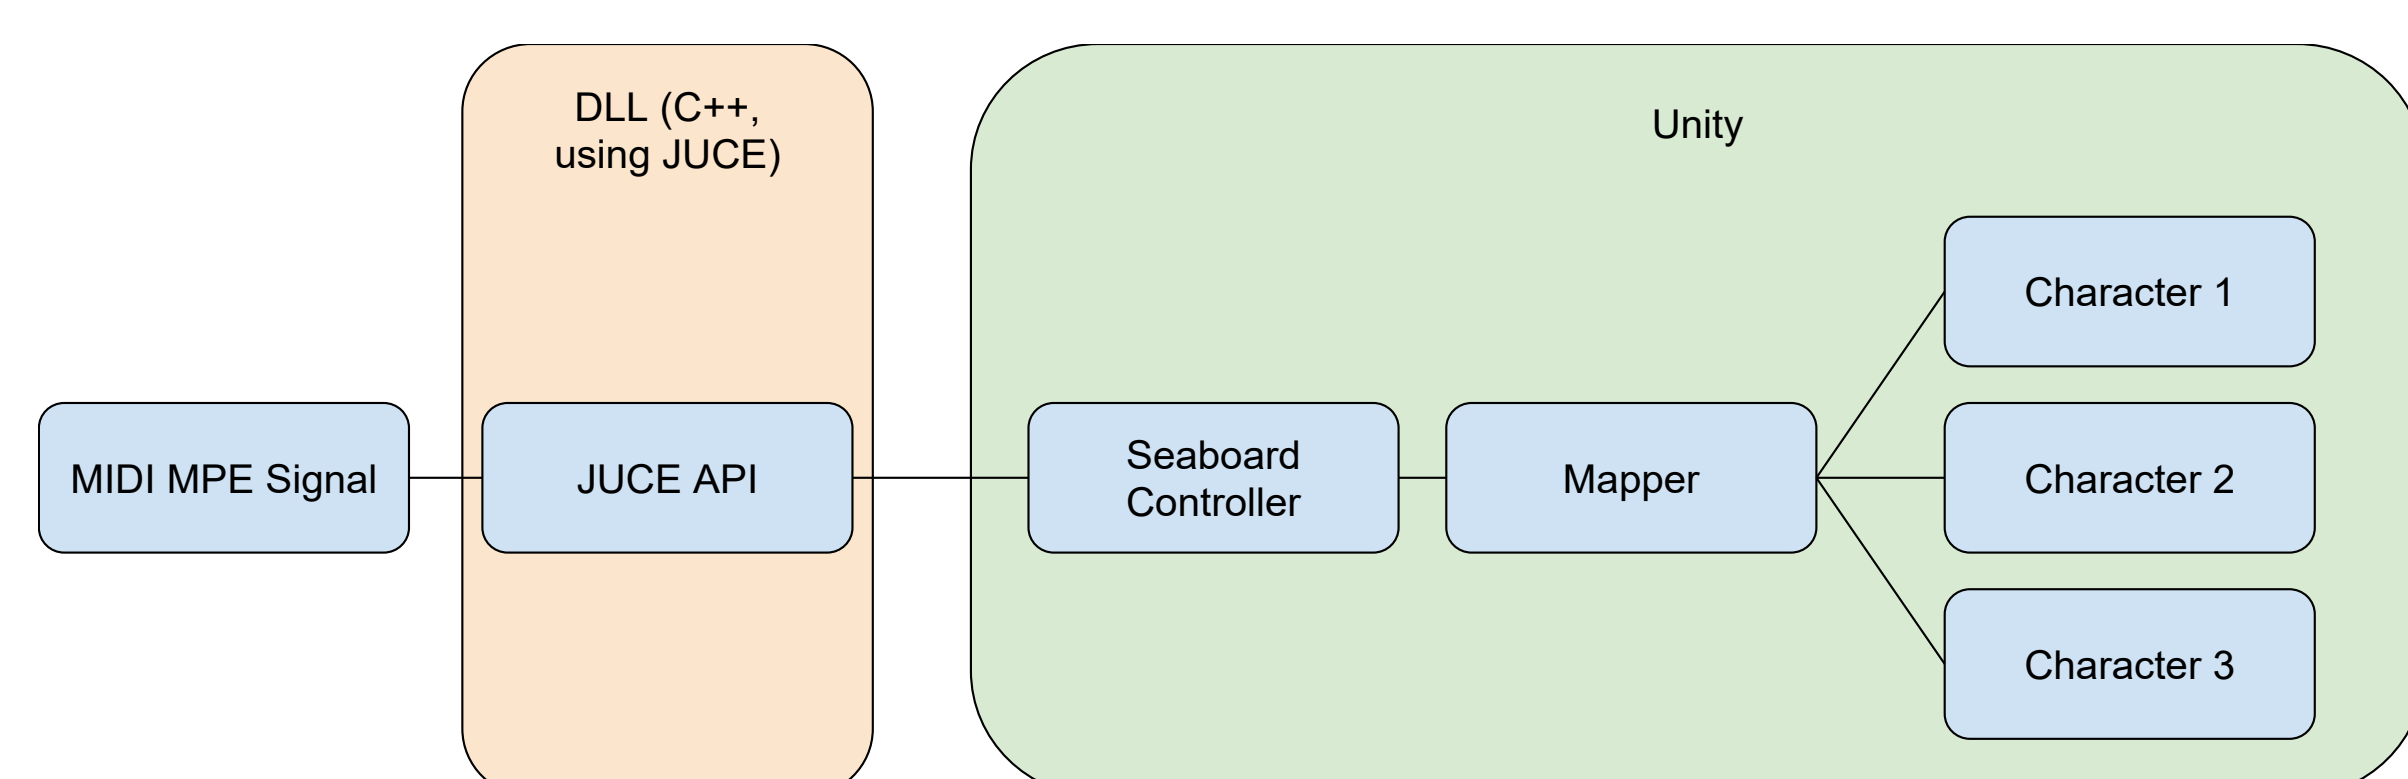 DLL (C++,
using JUCE)
Unity
Character 1
MIDI MPE Signal
JUCE API
Seaboard
Controller
Mapper
Character 2
Character 3